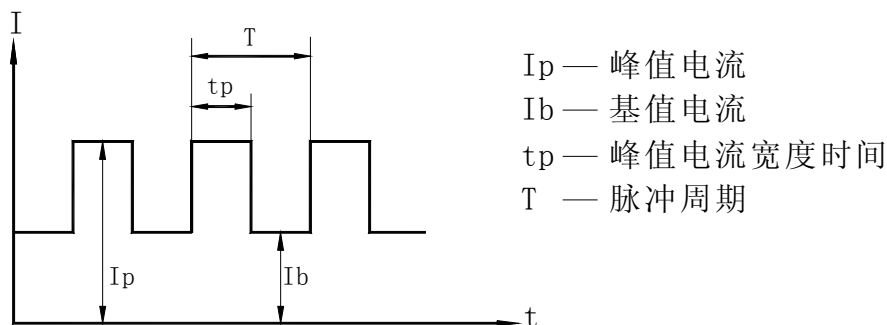 I
T
tp
Ip
Ib
t
Ip — 峰值电流
Ib — 基值电流
tp — 峰值电流宽度时间
T — 脉冲周期